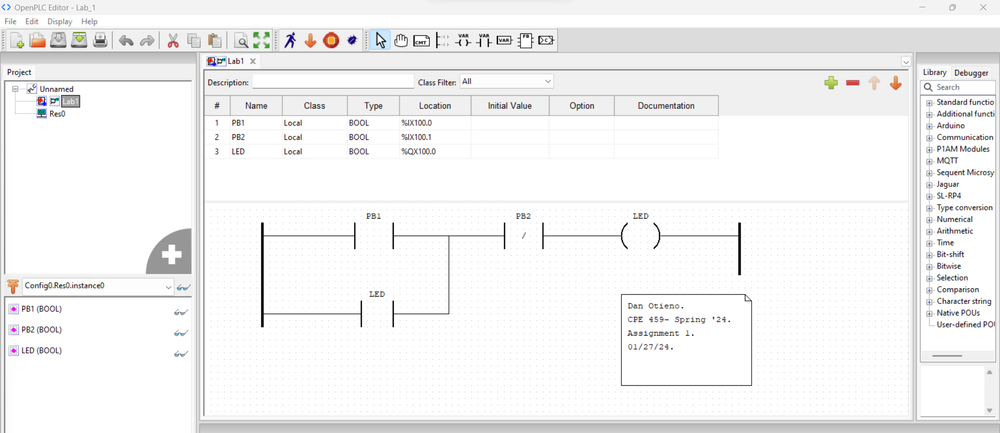 OpenPLC Editor - Lab_1
File Edit Display Help
CMT VAR VAR VAR FB C
Project
Unnamed
Lab1
Res0
Config0.Res0.instance0
PB1 (BOOL)
PB2 (BOOL)
LED (BOOL)
Lab1
Description: Class Filter: All
# Name Class Type Location Initial Value Option Documentation
1 PB1 Local BOOL %IX100.0
2 PB2 Local BOOL %IX100.1
3 LED Local BOOL %QX100.0
PB1 PB2 LED
/
LED
Dan Otieno.
CPE 459- Spring '24.
Assignment 1.
01/27/24.
Library Debugger
Search
Standard functio
Additional functi
Arduino
Communication
P1AM Modules
MQTT
Sequent Microsy
Jaguar
SL-RP4
Type conversion
Numerical
Arithmetic
Time
Bit-shift
Bitwise
Selection
Comparison
Character string
Native POUs
User-defined POU